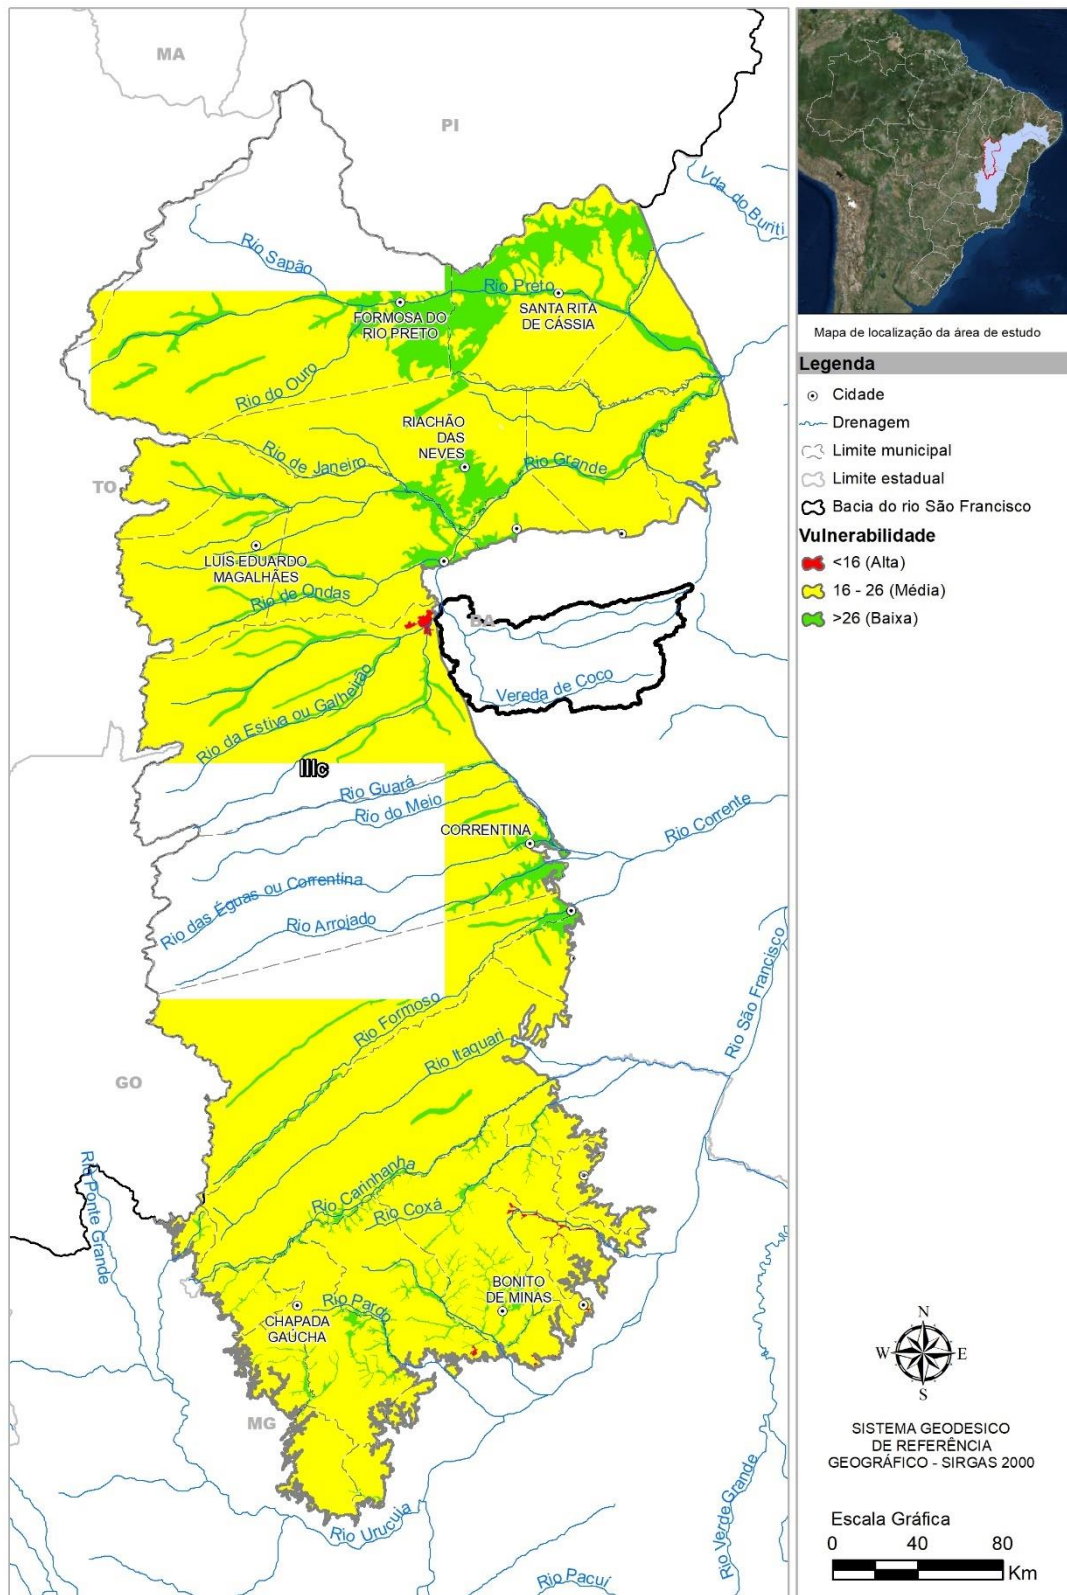 MA
PI
Vda. do Buriti
Rio Sapão
Rio Preto
FORMOSA DO
RIO PRETO
SANTA RITA
DE CÁSSIA
Rio do Ouro
RIACHÃO
DAS
NEVES
Rio de Janeiro
Rio Grande
TO
LUÍS EDUARDO
MAGALHÃES
Rio de Ondas
BA
Vereda de Coco
Rio da Estiva ou Galheirão
IIIc
Rio Guará
Rio do Meio
CORRENTINA
Rio Corrente
Rio das Éguas ou Correntina
Rio Arrojado
Rio São Francisco
Rio Formoso
Rio Itaquari
GO
Rio Ponte Grande
Rio Carinhanha
Rio Coxá
BONITO
DE MINAS
Rio Pardo
CHAPADA
GAÚCHA
MG
Rio Urucuia
Rio Verde Grande
Rio Pacuí
Mapa de localização da área de estudo
Legenda
Cidade
Drenagem
Limite municipal
Limite estadual
Bacia do rio São Francisco
Vulnerabilidade
<16 (Alta)
16 - 26 (Média)
>26 (Baixa)
N
W E
S
SISTEMA GEODESICO
DE REFERÊNCIA
GEOGRÁFICO - SIRGAS 2000
Escala Gráfica
0 40 80
Km